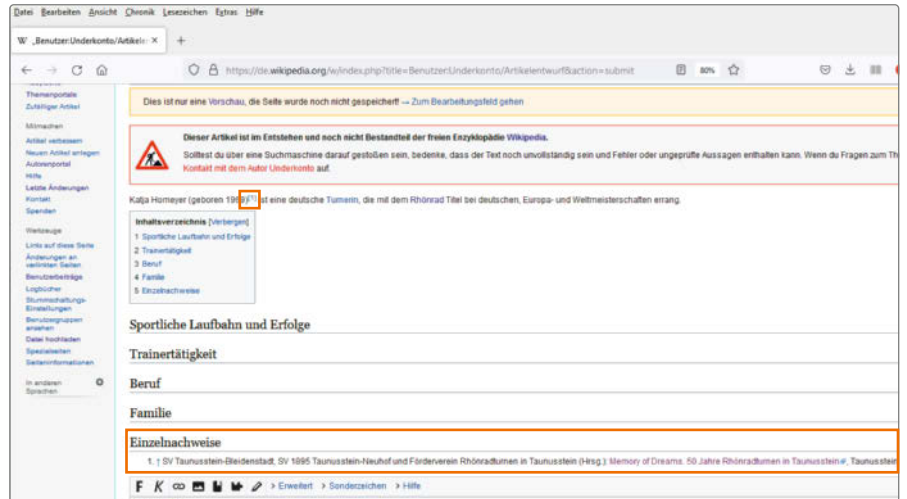 Datei Bearbeiten Ansicht Chronik Lesezeichen Extras Hilfe
W „Benutzer:Underkonto/Artikele: × +
https://de.wikipedia.org/w/index.php?title=Benutzer:Underkonto/Artikelentwurf&action=submit 80%
Themenportale
Zufälliger Artikel
Mitmachen
Artikel verbessern
Neuen Artikel anlegen
Autorenportal
Hilfe
Letzte Änderungen
Kontakt
Spenden
Werkzeuge
Links auf diese Seite
Änderungen an
verlinkten Seiten
Benutzerbeiträge
Logbücher
Stummschaltungs-
Einstellungen
Benutzergruppen
ansehen
Datei hochladen
Spezialseiten
Seiteninformationen
In anderen
Sprachen
Dies ist nur eine Vorschau, die Seite wurde noch nicht gespeichert! → Zum Bearbeitungsfeld gehen
Dieser Artikel ist im Entstehen und noch nicht Bestandteil der freien Enzyklopädie Wikipedia.
Solltest du über eine Suchmaschine darauf gestoßen sein, bedenke, dass der Text noch unvollständig sein und Fehler oder ungeprüfte Aussagen enthalten kann. Wenn du Fragen zum Th
Kontakt mit dem Autor Underkonto auf.
Katja Homeyer (geboren [1] ist eine deutsche Turnerin, die mit dem Rhönrad Titel bei deutschen, Europa- und Weltmeisterschaften errang.
Inhaltsverzeichnis [Verbergen]
1 Sportliche Laufbahn und Erfolge
2 Trainertätigkeit
3 Beruf
4 Familie
5 Einzelnachweise
Sportliche Laufbahn und Erfolge
Trainertätigkeit
Beruf
Familie
Einzelnachweise
1. ↑ SV Taunusstein-Bleidenstadt, SV 1895 Taunusstein-Neuhof und Förderverein Rhönradturnen in Taunusstein (Hrsg.): Memory of Dreams. 50 Jahre Rhönradturnen in Taunusstein, Taunusstein
F K > Erweitert > Sonderzeichen > Hilfe